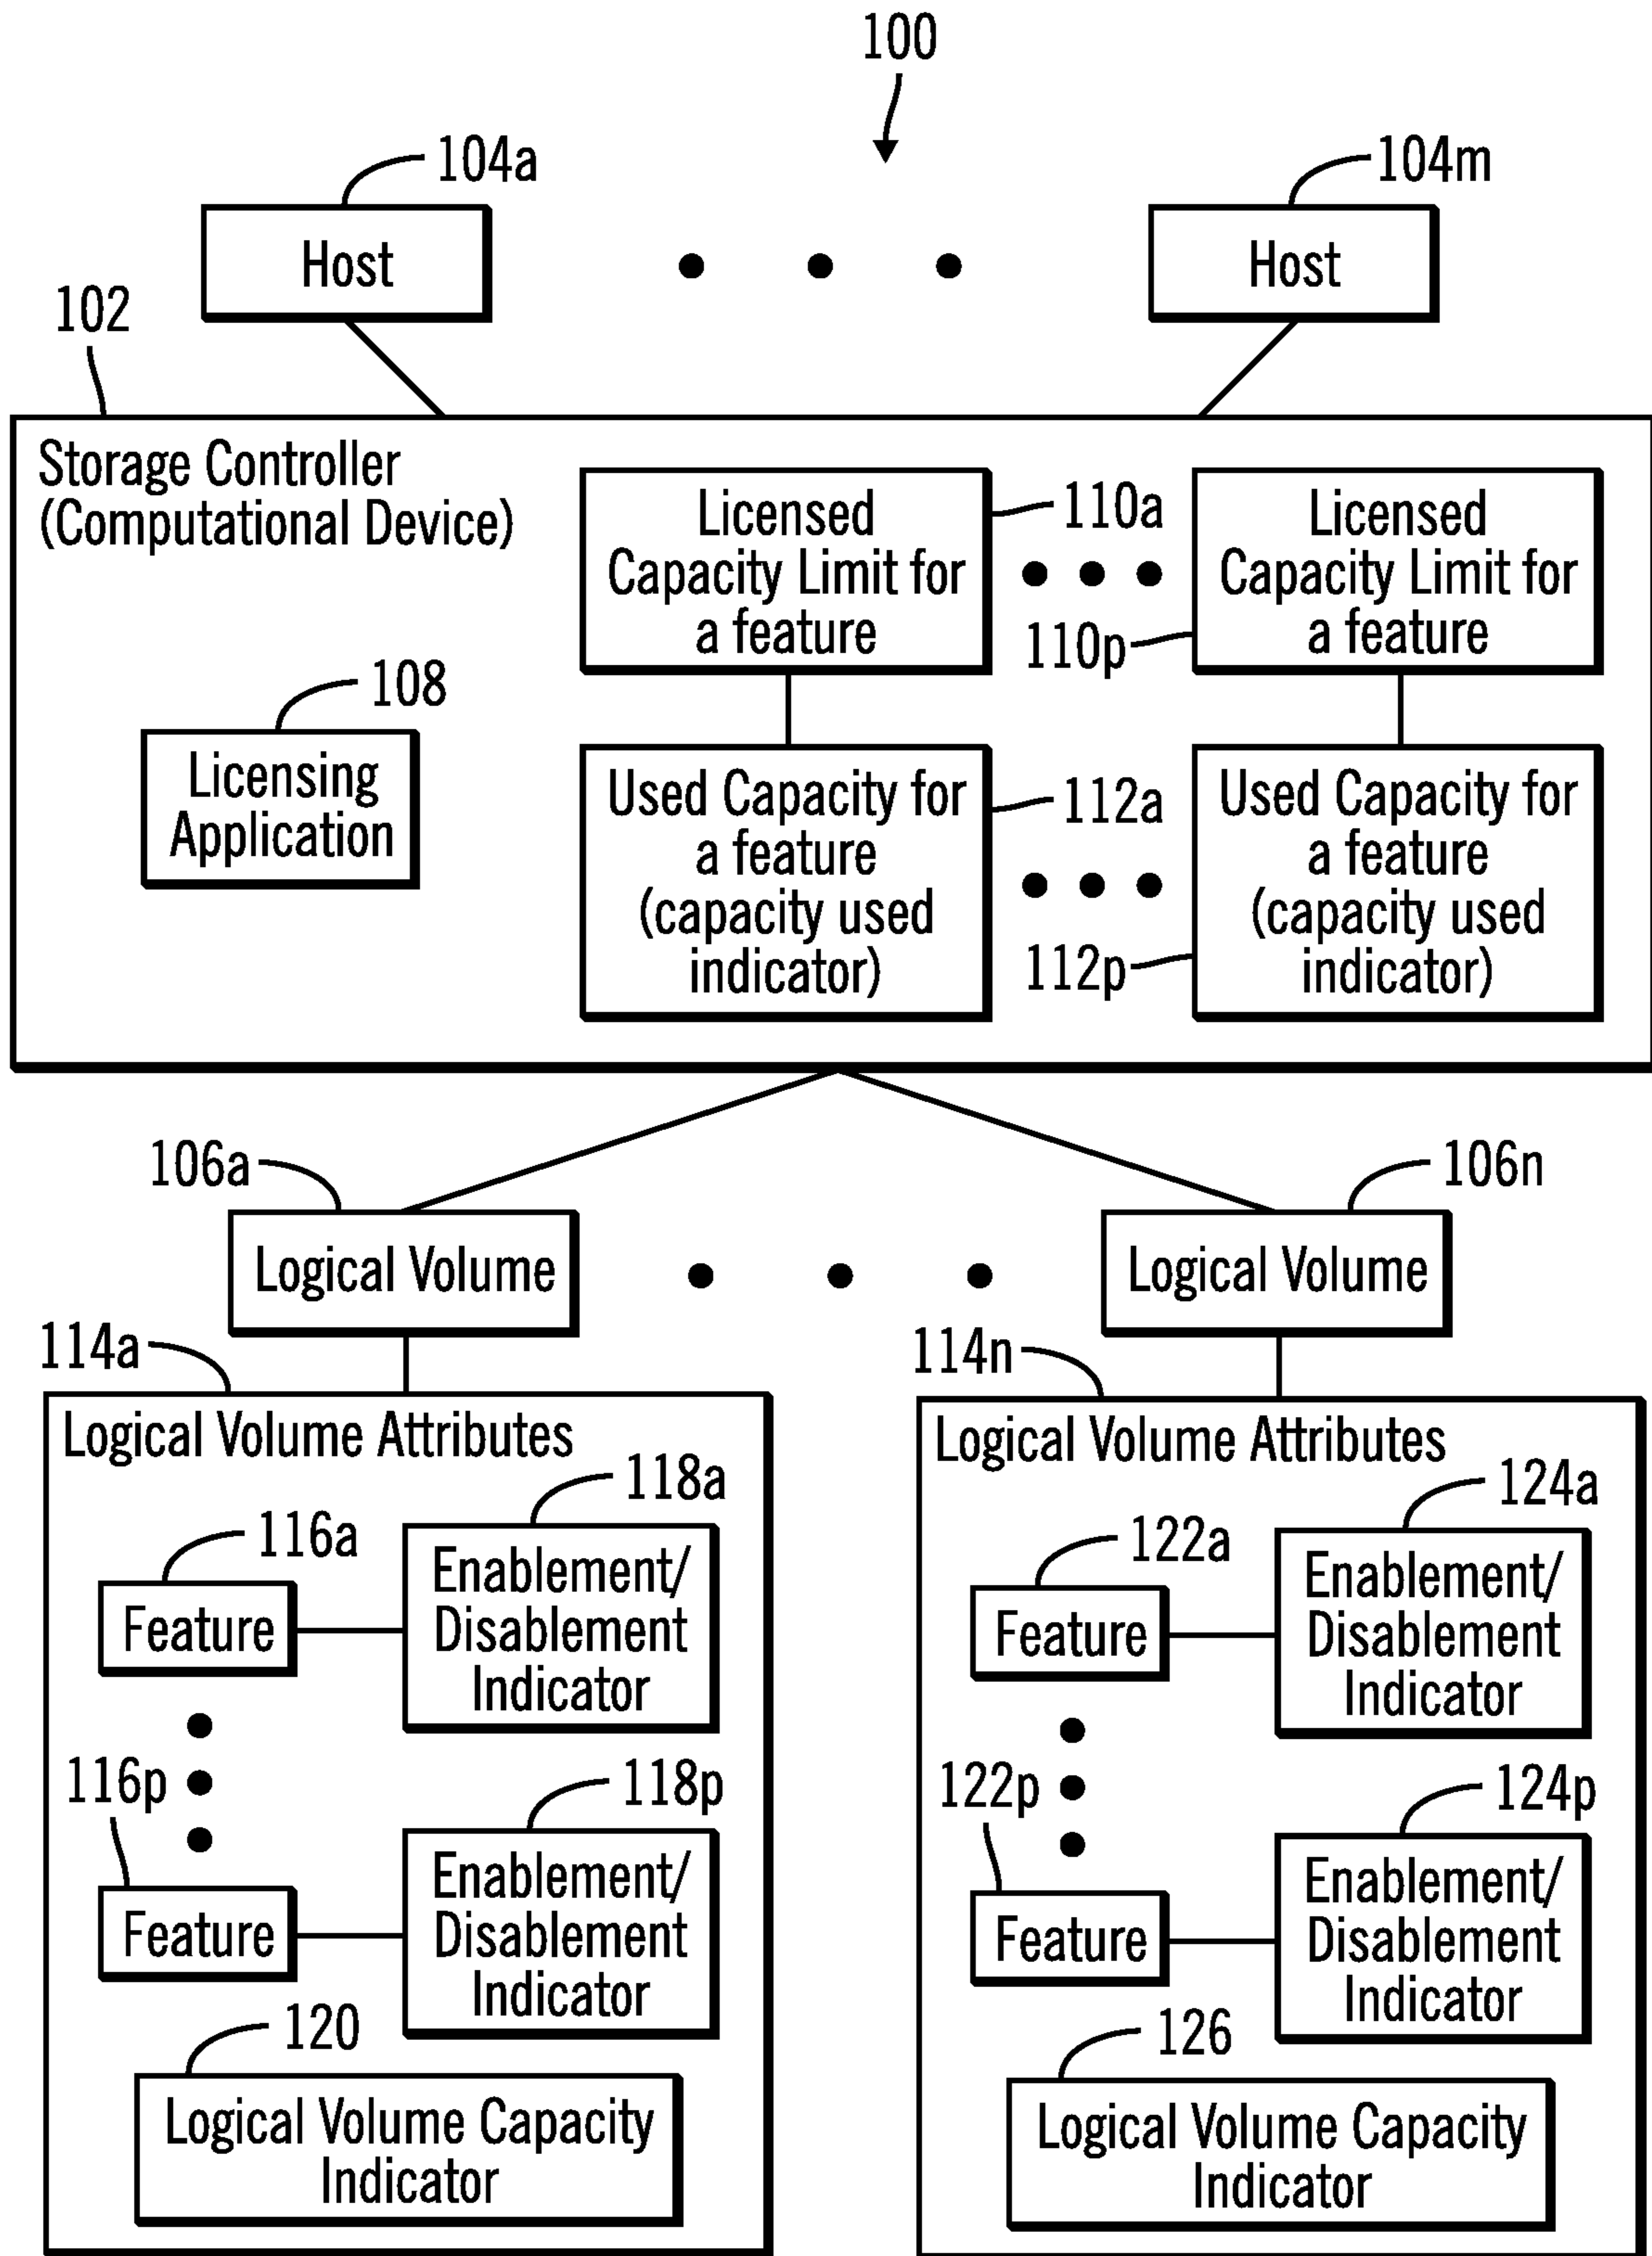 100
104a
104m
Host
Host
102
Storage Controller
(Computational Device)
Licensed
Capacity Limit for
a feature
110a
110p
Licensed
Capacity Limit for
a feature
108
Licensing
Application
Used Capacity for
a feature
(capacity used
indicator)
112a
112p
Used Capacity for
a feature
(capacity used
indicator)
106a
106n
Logical Volume
Logical Volume
114a
Logical Volume Attributes
118a
116a
Feature
Enablement/
Disablement
Indicator
116p
118p
Feature
Enablement/
Disablement
Indicator
120
Logical Volume Capacity
Indicator
114n
Logical Volume Attributes
124a
122a
Feature
Enablement/
Disablement
Indicator
122p
124p
Feature
Enablement/
Disablement
Indicator
126
Logical Volume Capacity
Indicator